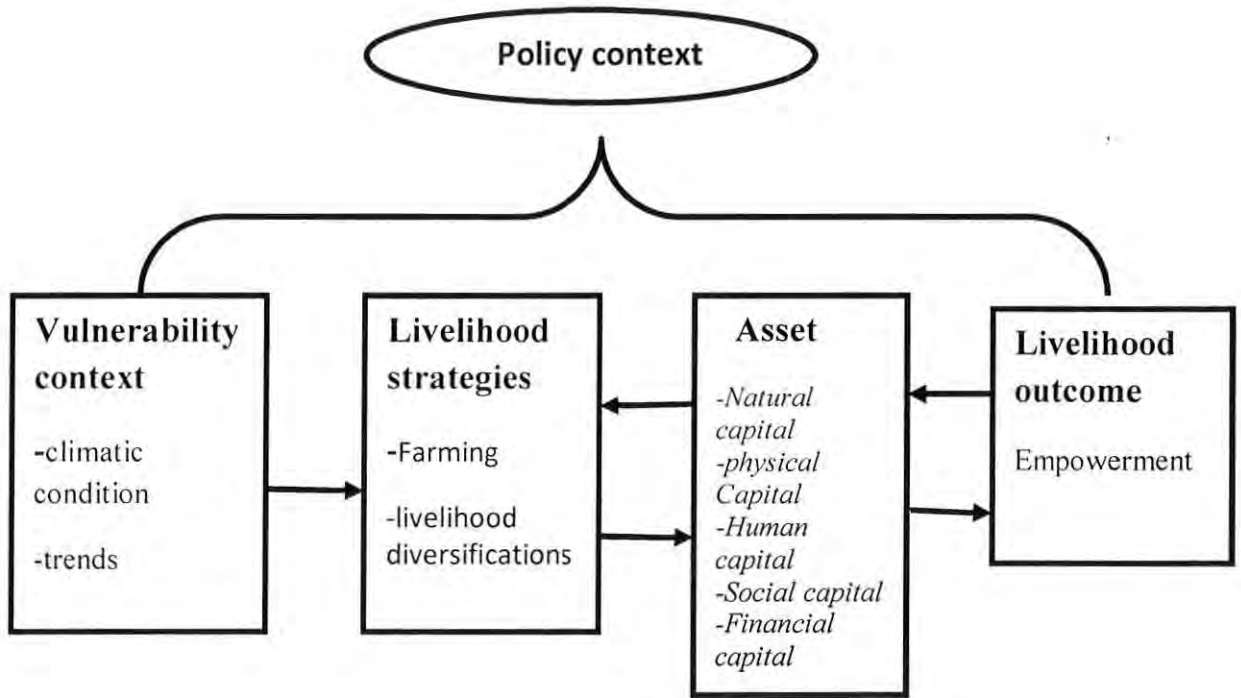 Policy context
Vulnerability
context
-climatic
condition
-trends
Livelihood
strategies
-Farming
-livelihood
diversifications
Asset
-Natural
capital
-physical
Capital
-Human
capital
-Social capital
-Financial
capital
Livelihood
outcome
Empowerment